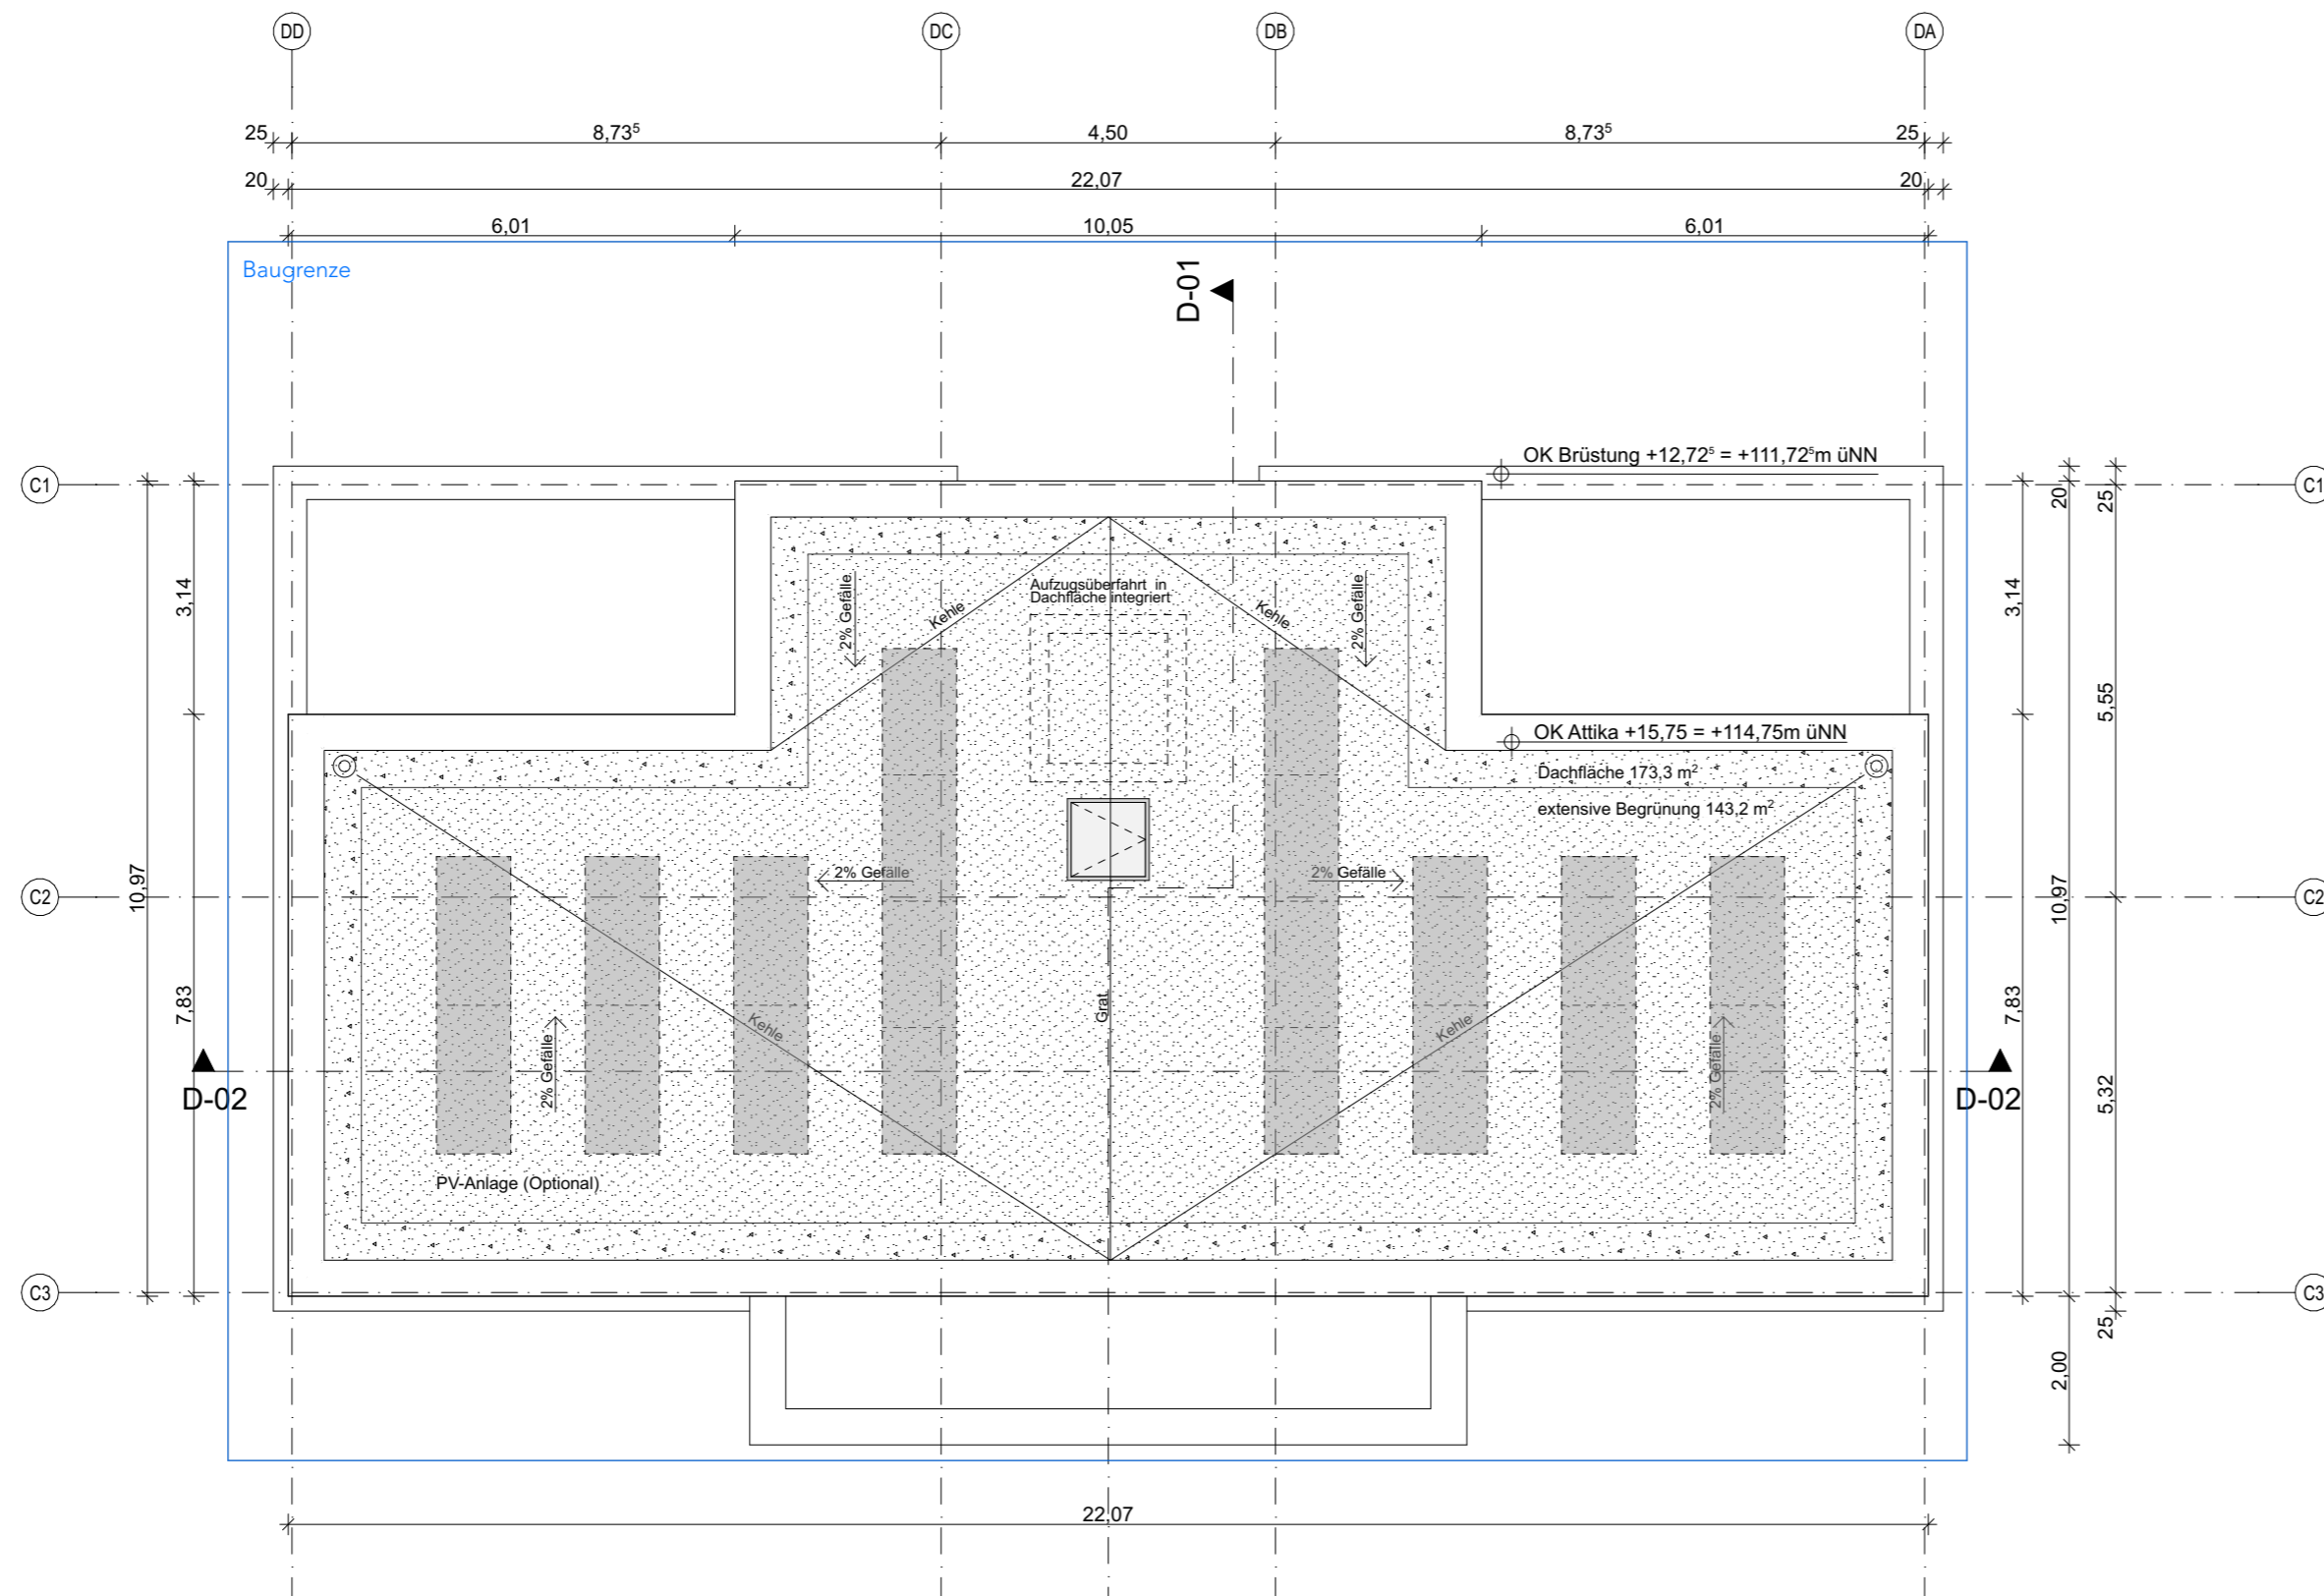 DD
DC
DB
DA
25
8,73⁵
4,50
8,73⁵
25
20
22,07
20
6,01
10,05
6,01
Baugrenze
D-01
OK Brüstung +12,72⁵ = +111,72⁵m üNN
C1
C1
20
25
3,14
3,14
Aufzugsüberfahrt in
Dachfläche integriert
2% Gefälle
2% Gefälle
Kehle
Kehle
5,55
OK Attika +15,75 = +114,75m üNN
Dachfläche 173,3 m²
extensive Begrünung 143,2 m²
2% Gefälle
2% Gefälle
10,97
10,97
C2
C2
7,83
7,83
Grat
Kehle
Kehle
2% Gefälle
2% Gefälle
D-02
D-02
5,32
PV-Anlage (Optional)
C3
C3
25
2,00
22,07